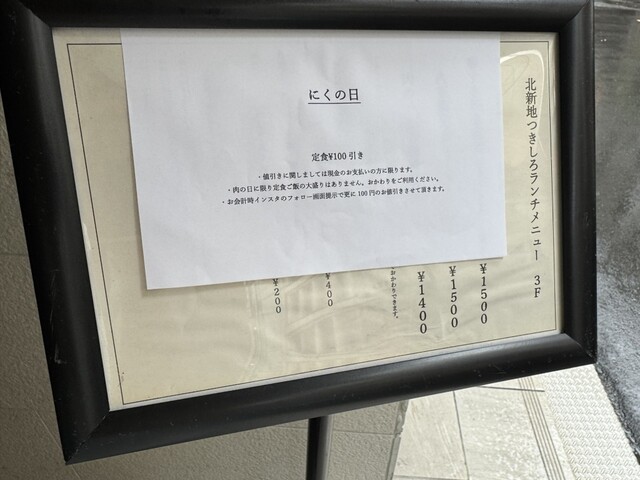 にくの日
定食¥100引き
・値引きに関しましては現金のお支払いの方に限ります。
・肉の日に限り定食ご飯の大盛りはありません。おかわりをご利用ください。
・お会計時インスタのフォロー画面提示で更に100円のお値引きさせて頂きます。
北新地つきしろランチメニュー 3F
¥1500
¥1500
¥1400
おかわりできます。
¥400
¥200